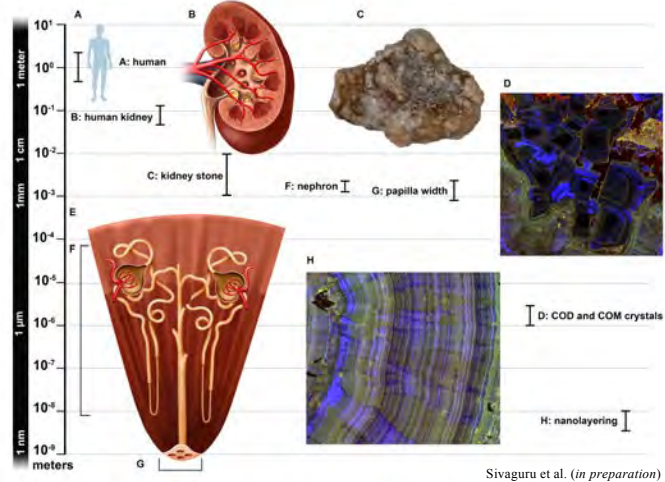 A
B
C
D
E
F
G
H
A: human
B: human kidney
C: kidney stone
F: nephron
G: papilla width
D: COD and COM crystals
H: nanolayering
10¹
10⁰
10⁻¹
10⁻²
10⁻³
10⁻⁴
10⁻⁵
10⁻⁶
10⁻⁷
10⁻⁸
10⁻⁹
meters
1 meter
1 cm
1mm
1 µm
1 nm
Sivaguru et al. (in preparation)